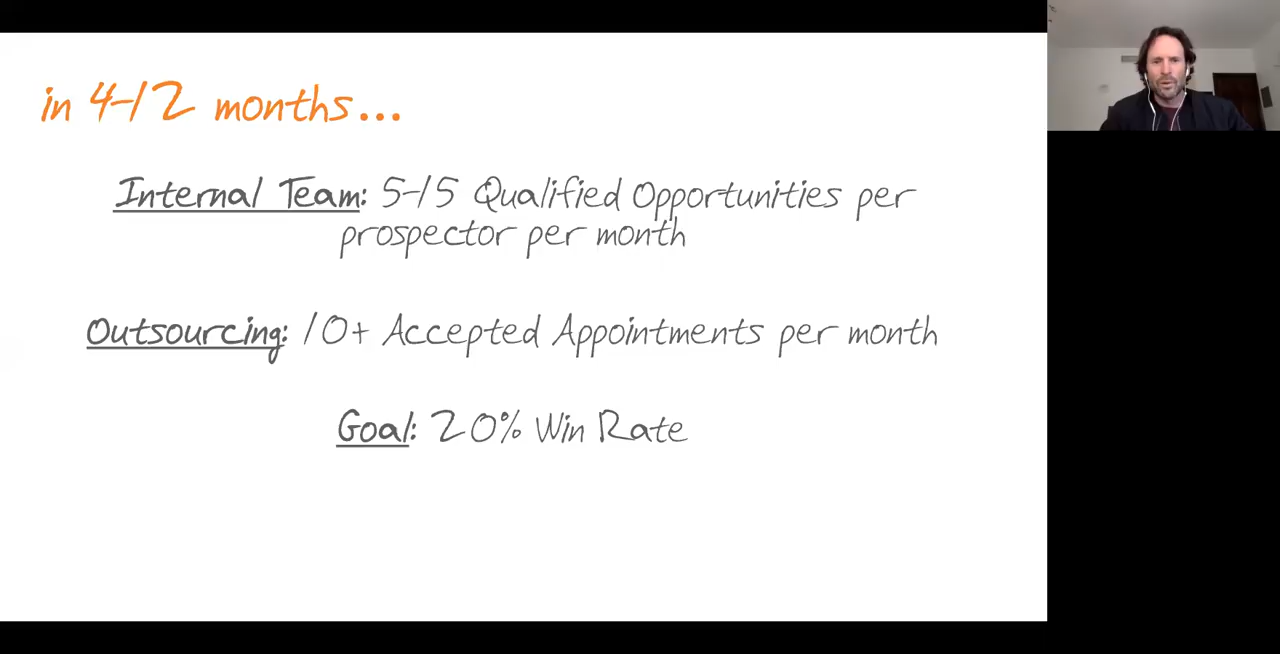 in 4-12 months...
Internal Team: 5-15 Qualified Opportunities per
prospector per month
Outsourcing: 10+ Accepted Appointments per month
Goal: 20% Win Rate